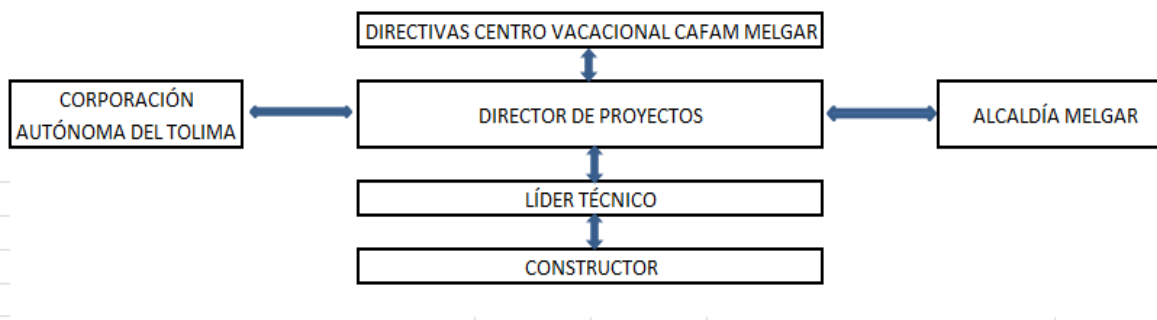 DIRECTIVAS CENTRO VACACIONAL CAFAM MELGAR
CORPORACIÓN
AUTÓNOMA DEL TOLIMA
DIRECTOR DE PROYECTOS
ALCALDÍA MELGAR
LÍDER TÉCNICO
CONSTRUCTOR